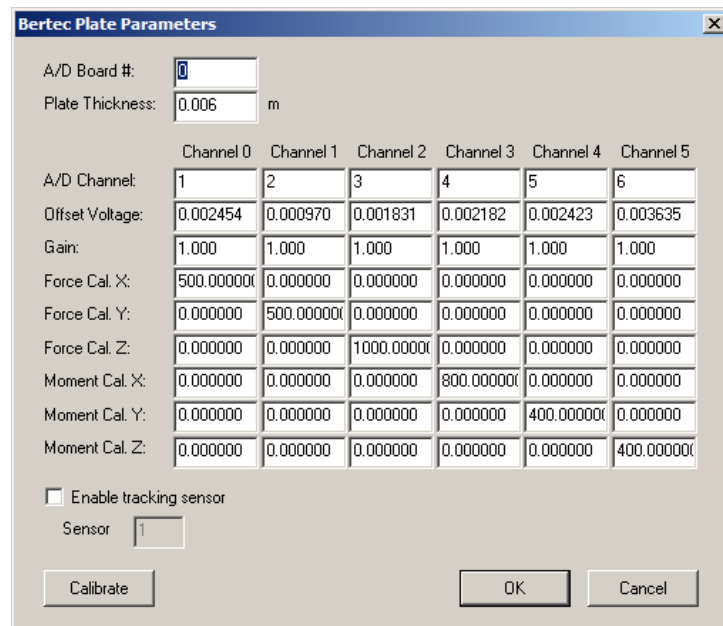 Bertec Plate Parameters
A/D Board #: 0
Plate Thickness: 0.006 m
Channel 0 Channel 1 Channel 2 Channel 3 Channel 4 Channel 5
A/D Channel: 1 2 3 4 5 6
Offset Voltage: 0.002454 0.000970 0.001831 0.002182 0.002423 0.003635
Gain: 1.000 1.000 1.000 1.000 1.000 1.000
Force Cal. X: 500.000000 0.000000 0.000000 0.000000 0.000000 0.000000
Force Cal. Y: 0.000000 500.000000 0.000000 0.000000 0.000000 0.000000
Force Cal. Z: 0.000000 0.000000 1000.00000 0.000000 0.000000 0.000000
Moment Cal. X: 0.000000 0.000000 0.000000 800.000000 0.000000 0.000000
Moment Cal. Y: 0.000000 0.000000 0.000000 0.000000 400.000000 0.000000
Moment Cal. Z: 0.000000 0.000000 0.000000 0.000000 0.000000 400.000000
Enable tracking sensor
Sensor 1
Calibrate OK Cancel